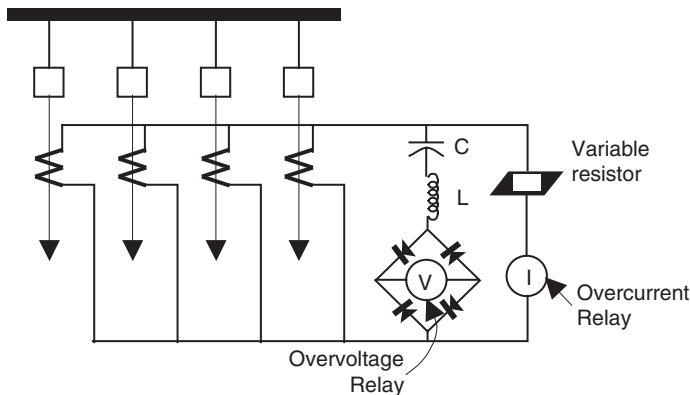 C
Variable
resistor
L
V
I
Overcurrent
Relay
Overvoltage
Relay